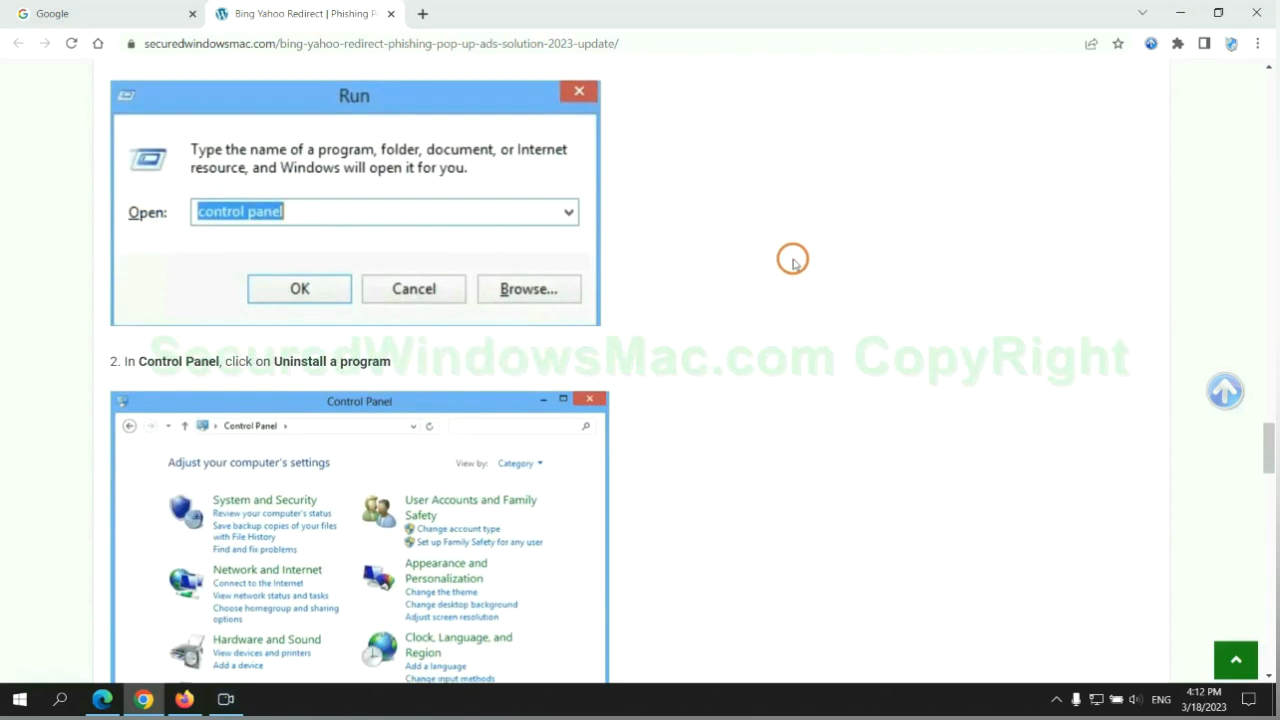 Google
Bing Yahoo Redirect | Phishing P
securedwindowsmac.com/bing-yahoo-redirect-phishing-pop-up-ads-solution-2023-update/
Run
Type the name of a program, folder, document, or Internet
resource, and Windows will open it for you.
Open:
control panel
OK
Cancel
Browse...
SecuredWindowsMac.com CopyRight
2. In Control Panel, click on Uninstall a program
Control Panel
Control Panel
Adjust your computer's settings
View by:
Category
System and Security
Review your computer's status
Save backup copies of your files
with File History
Find and fix problems
Network and Internet
Connect to the Internet
View network status and tasks
Choose homegroup and sharing
options
Hardware and Sound
View devices and printers
Add a device
User Accounts and Family
Safety
Change account type
Set up Family Safety for any user
Appearance and
Personalization
Change the theme
Change desktop background
Adjust screen resolution
Clock, Language, and
Region
Add a language
Change input methods
ENG
4:12 PM
3/18/2023